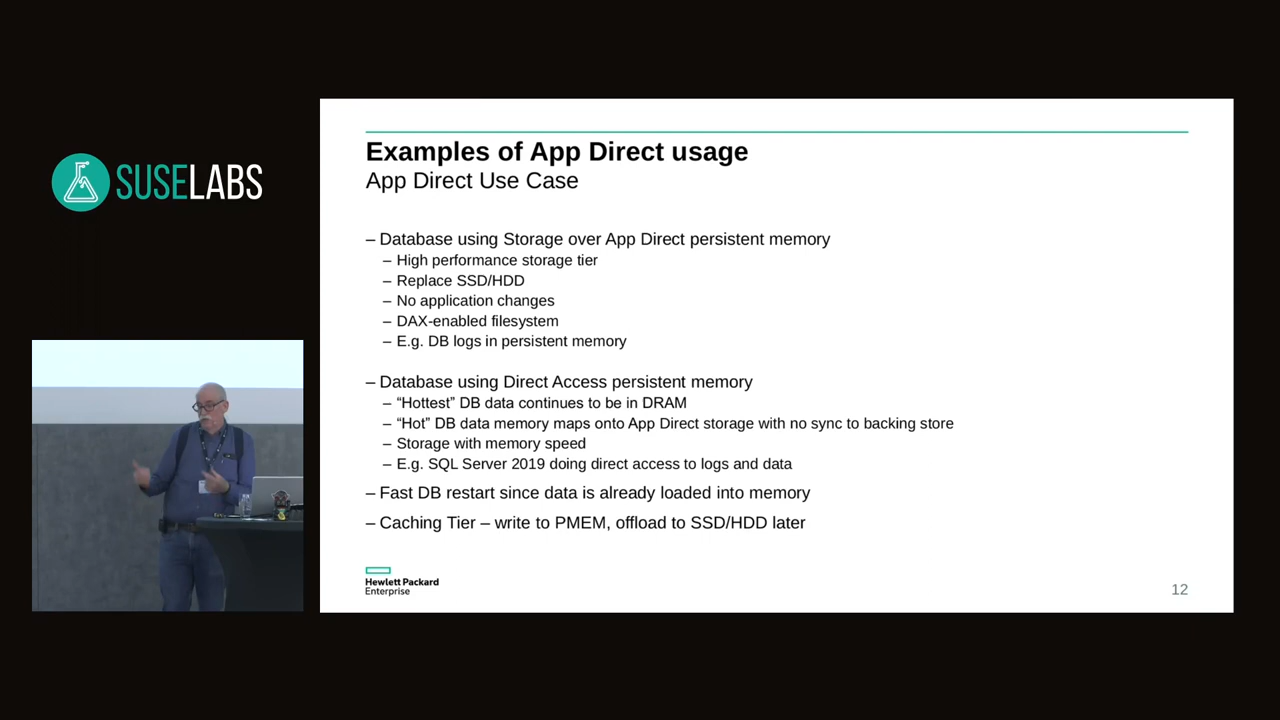 SUSELABS
Examples of App Direct usage
App Direct Use Case
– Database using Storage over App Direct persistent memory
– High performance storage tier
– Replace SSD/HDD
– No application changes
– DAX-enabled filesystem
– E.g. DB logs in persistent memory
– Database using Direct Access persistent memory
– “Hottest” DB data continues to be in DRAM
– “Hot” DB data memory maps onto App Direct storage with no sync to backing store
– Storage with memory speed
– E.g. SQL Server 2019 doing direct access to logs and data
– Fast DB restart since data is already loaded into memory
– Caching Tier – write to PMEM, offload to SSD/HDD later
Hewlett Packard
Enterprise
12